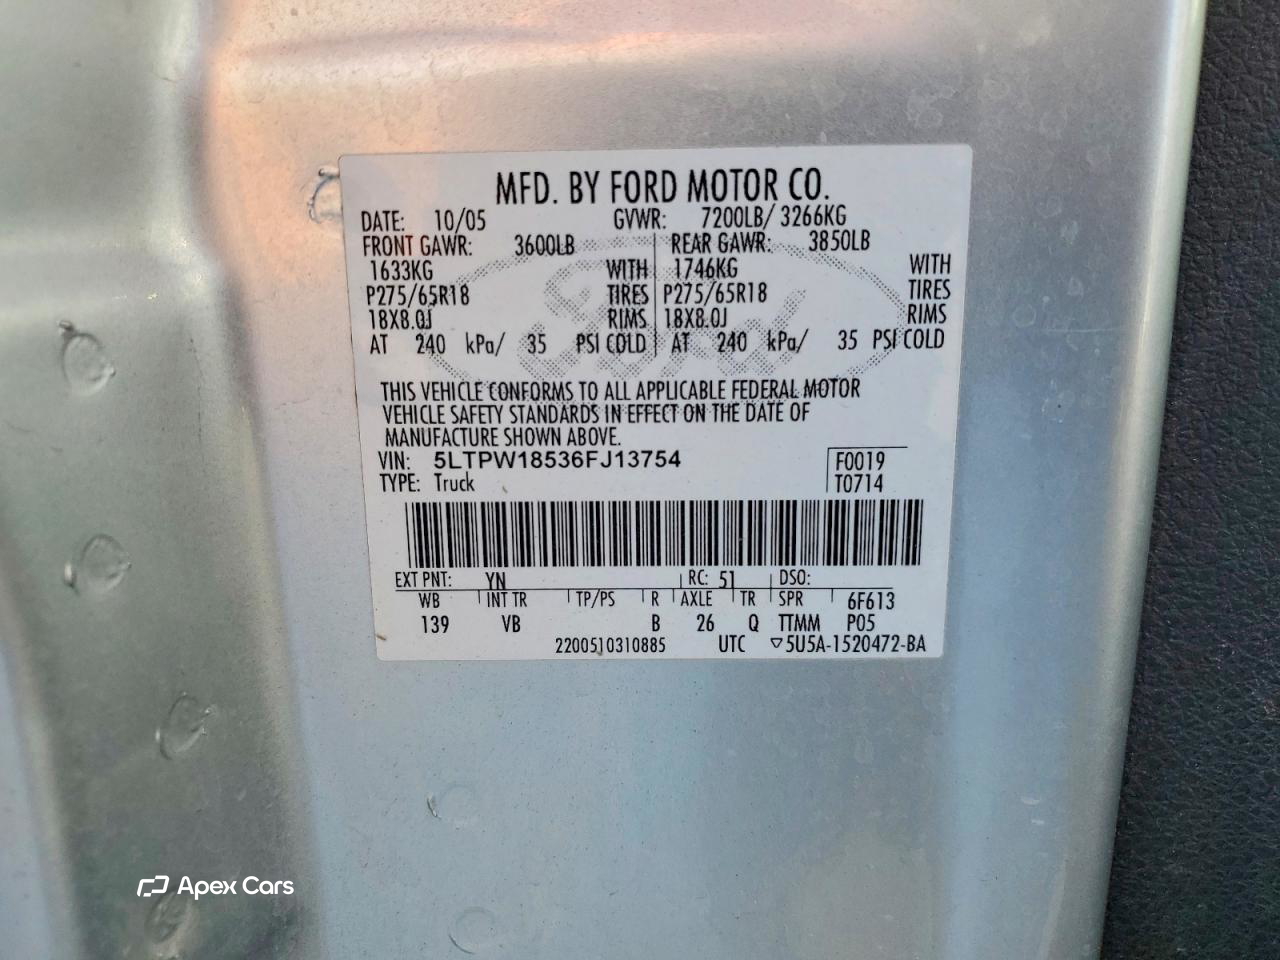 MFD. BY FORD MOTOR CO.
DATE: 10/05 GVWR: 7200LB/ 3266KG
FRONT GAWR: 3600LB REAR GAWR: 3850LB
1633KG WITH 1746KG WITH
P275/65R18 TIRES P275/65R18 TIRES
18X8.0J RIMS 18X8.0J RIMS
AT 240 kPa/ 35 PSI COLD AT 240 kPa/ 35 PSI COLD
THIS VEHICLE CONFORMS TO ALL APPLICABLE FEDERAL MOTOR
VEHICLE SAFETY STANDARDS IN EFFECT ON THE DATE OF
MANUFACTURE SHOWN ABOVE.
VIN: 5LTPW18536FJ13754 F0019
TYPE: Truck T0714
EXT PNT: YN RC: 51 DSO:
WB INT TR TP/PS R AXLE TR SPR 6F613
139 VB B 26 Q TTMM P05
2200510310885 UTC ▽5U5A-1520472-BA
Apex Cars